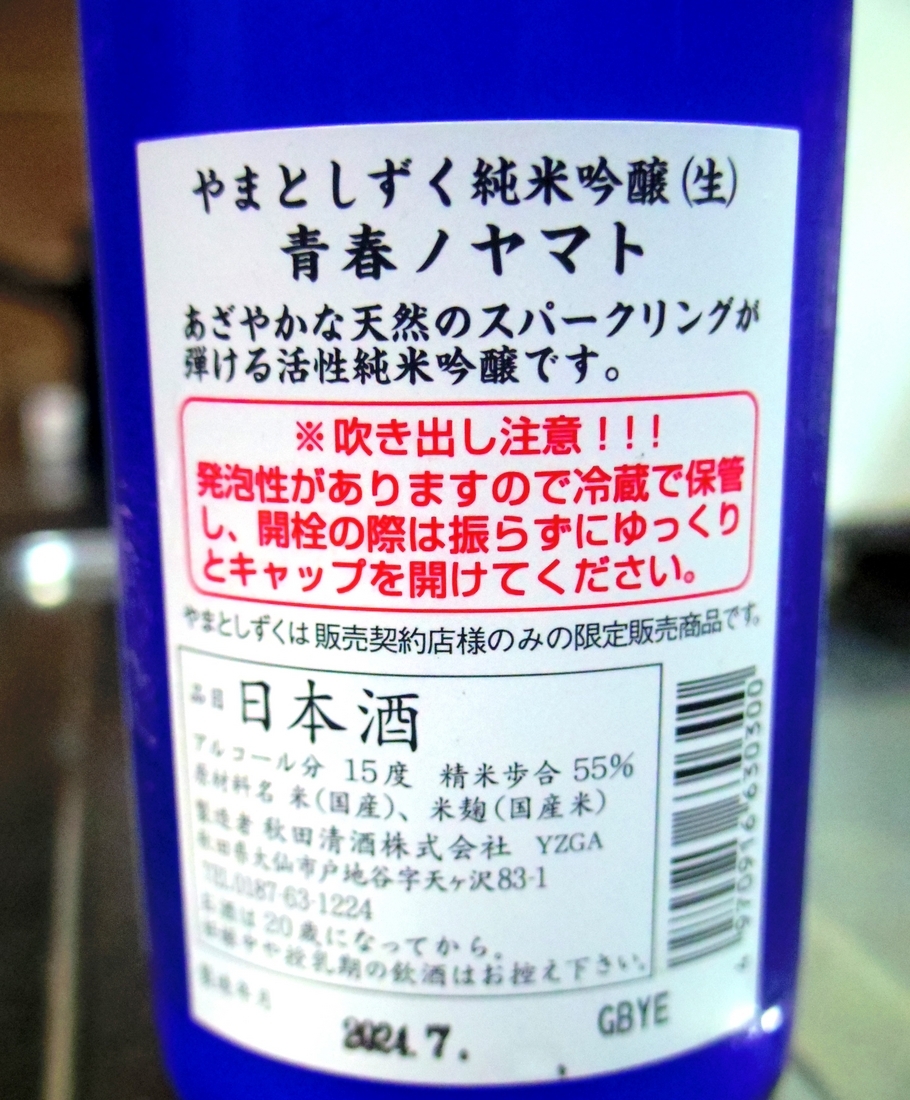 やまとしずく純米吟醸(生)
青春ノヤマト
あざやかな天然のスパークリングが
弾ける活性純米吟醸です。
※吹き出し注意!!!
発泡性がありますので冷蔵で保管
し、開栓の際は振らずにゆっくり
とキャップを開けてください。
やまとしずくは販売契約店様のみの限定販売商品です。
品目 日本酒
アルコール分 15度 精米歩合 55%
原材料名 米(国産)、米麹(国産米)
製造者 秋田清酒株式会社 YZGA
秋田県大仙市戸地谷字天ヶ沢83-1
TEL.0187-63-1224
お酒は20歳になってから。
妊娠中や授乳期の飲酒はお控え下さい。
製造年月
2024.7.
GBYE